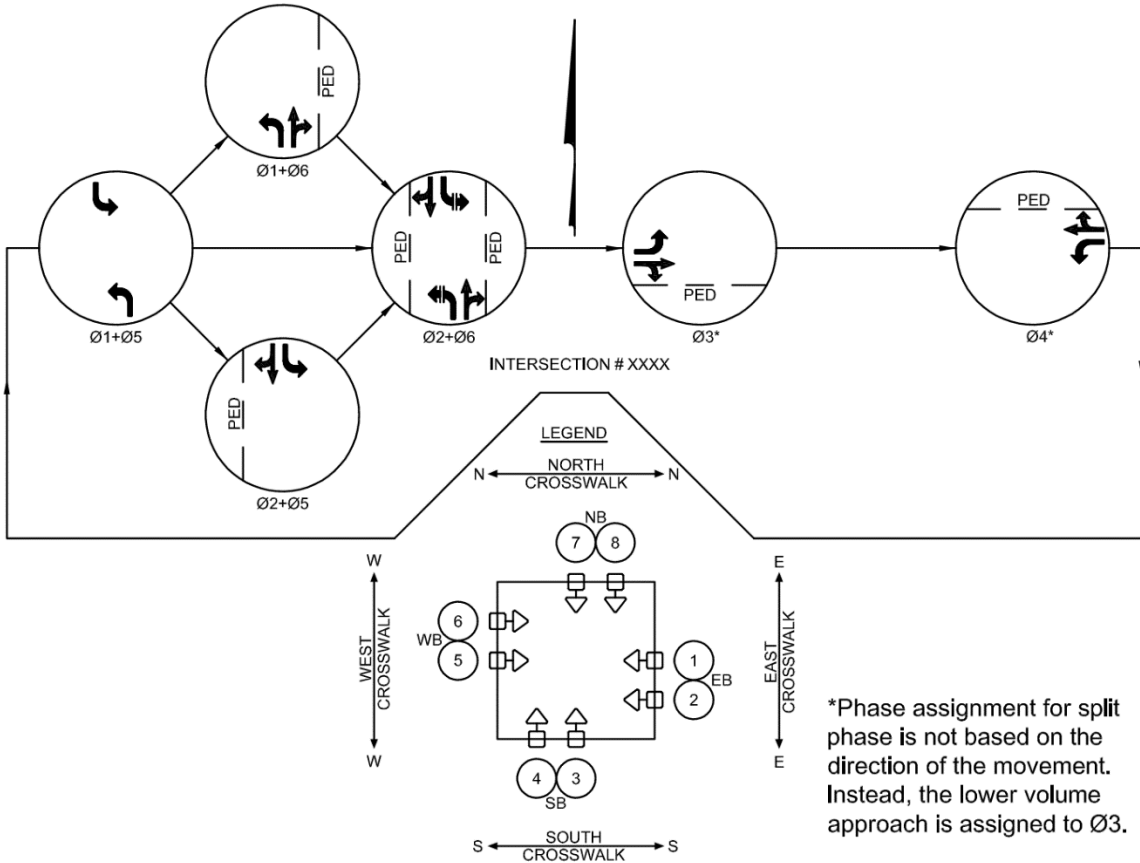 PED
Ø1+Ø6
Ø1+Ø5
PED
PED
Ø2+Ø6
PED
Ø3*
PED
Ø4*
INTERSECTION # XXXX
PED
Ø2+Ø5
LEGEND
N NORTH N
CROSSWALK
NB
7 8
W
WEST
CROSSWALK
W
6
WB
5
1
EB
2
E
EAST
CROSSWALK
E
4 3
SB
S SOUTH S
CROSSWALK
*Phase assignment for split
phase is not based on the
direction of the movement.
Instead, the lower volume
approach is assigned to Ø3.